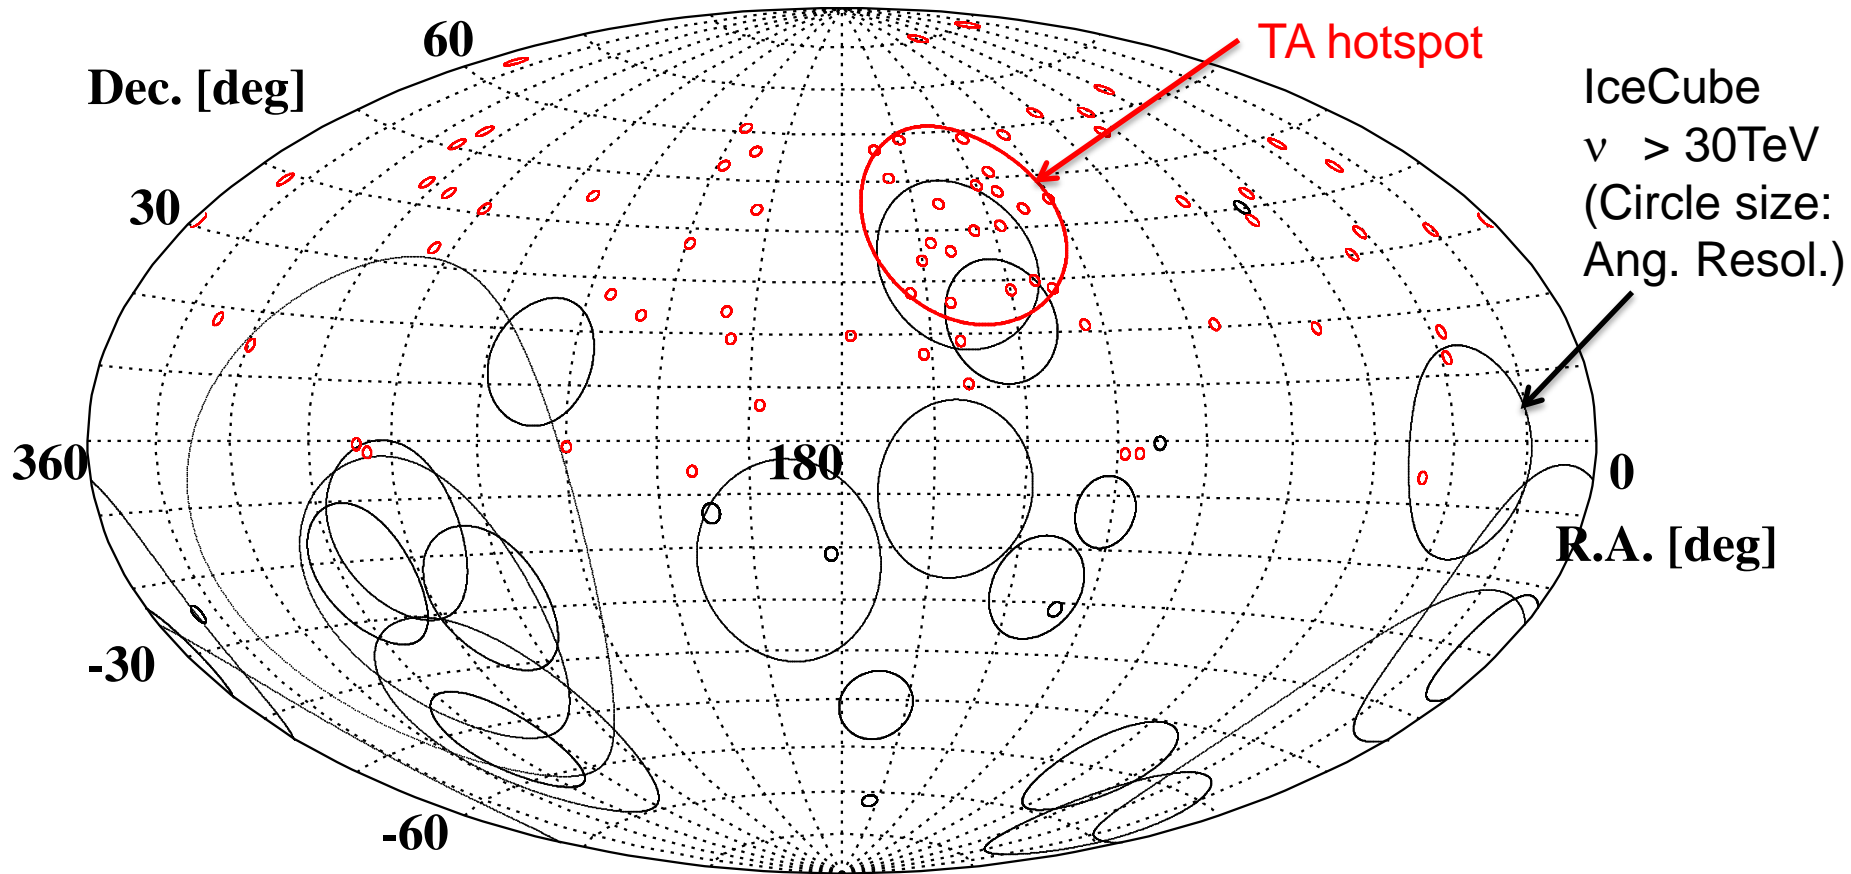 60
TA hotspot
Dec. [deg]
IceCube
ν > 30TeV
(Circle size:
Ang. Resol.)
30
360
180
0
R.A. [deg]
-30
-60